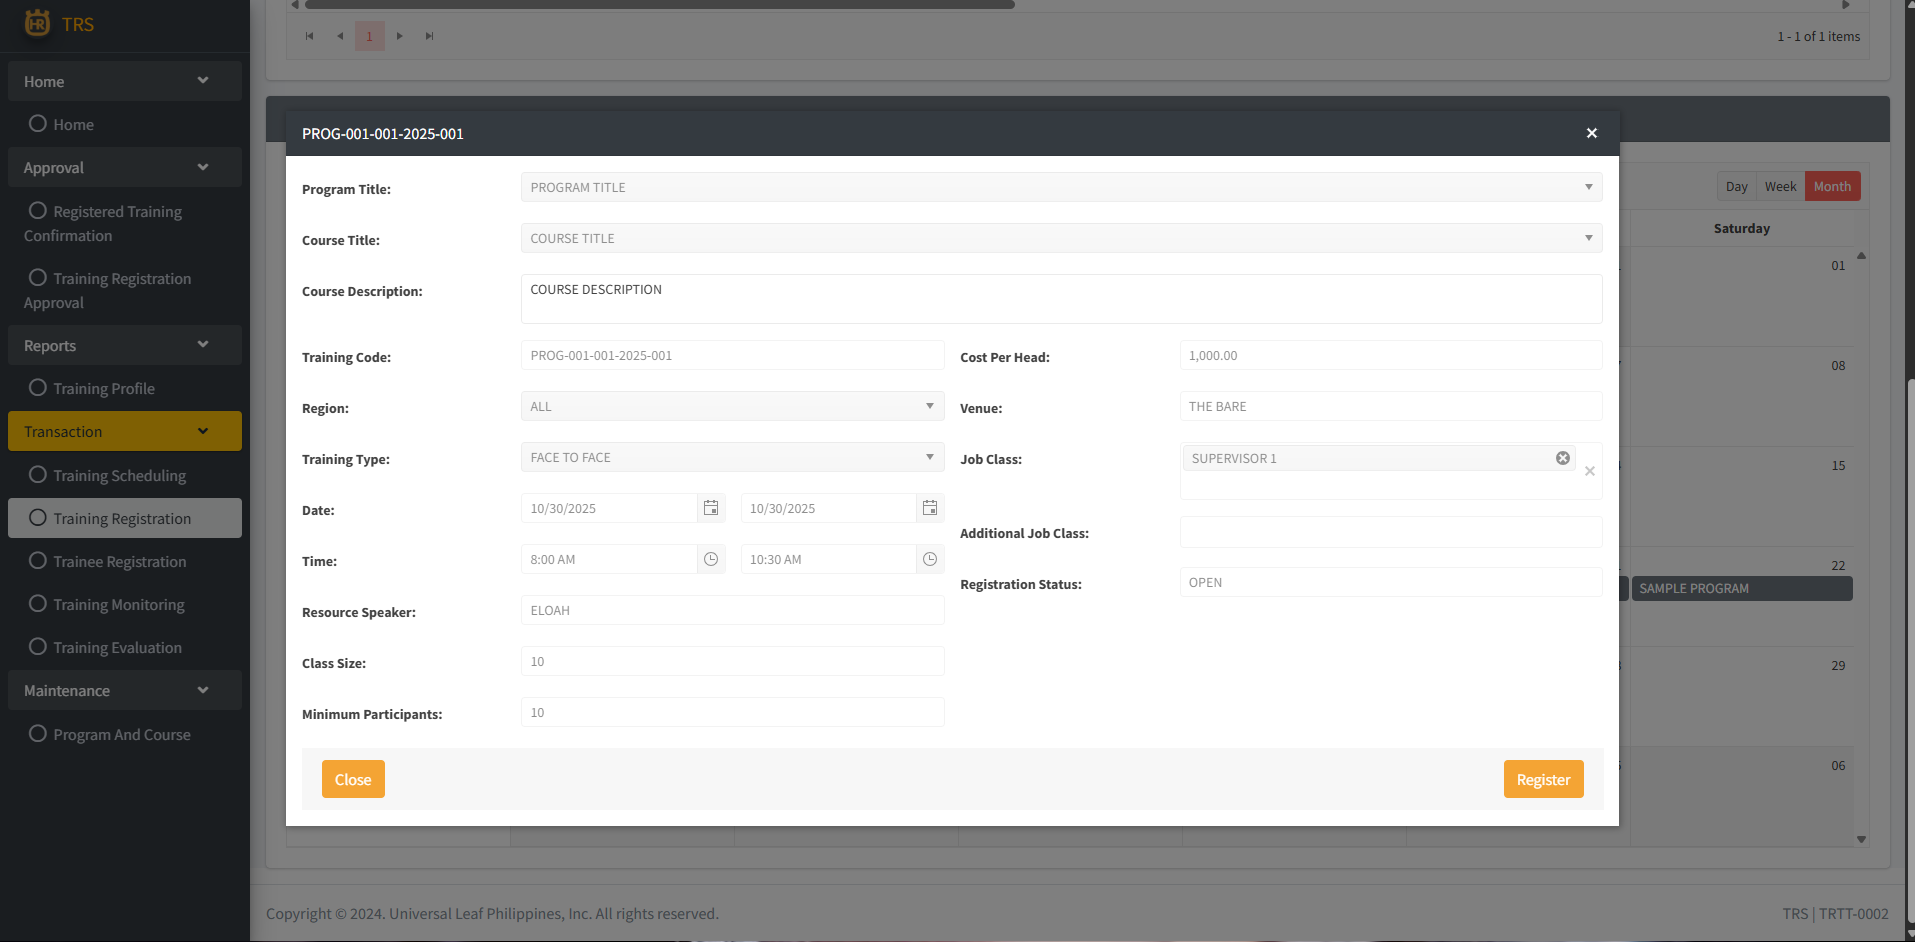 HR TRS
Home
Home
Approval
Registered Training
Confirmation
Training Registration
Approval
Reports
Training Profile
Transaction
Training Scheduling
Training Registration
Trainee Registration
Training Monitoring
Training Evaluation
Maintenance
Program And Course
1
1 - 1 of 1 items
PROG-001-001-2025-001
Program Title: PROGRAM TITLE
Course Title: COURSE TITLE
Course Description: COURSE DESCRIPTION
Training Code: PROG-001-001-2025-001
Cost Per Head: 1,000.00
Region: ALL
Venue: THE BARE
Training Type: FACE TO FACE
Job Class: SUPERVISOR 1
Date: 10/30/2025 10/30/2025
Additional Job Class:
Time: 8:00 AM 10:30 AM
Registration Status: OPEN
Resource Speaker: ELOAH
Class Size: 10
Minimum Participants: 10
Close
Register
Day Week Month
Saturday
01
08
15
22
SAMPLE PROGRAM
29
06
Copyright © 2024. Universal Leaf Philippines, Inc. All rights reserved.
TRS | TRTT-0002